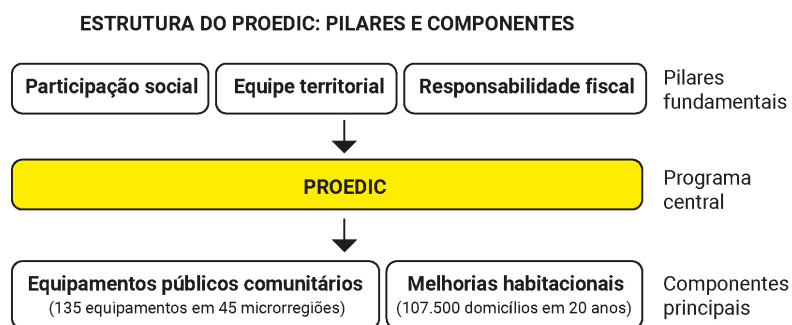 ESTRUTURA DO PROEDIC: PILARES E COMPONENTES
Participação social
Equipe territorial
Responsabilidade fiscal
Pilares
fundamentais
PROEDIC
Programa
central
Equipamentos públicos comunitários
(135 equipamentos em 45 microrregiões)
Melhorias habitacionais
(107.500 domicílios em 20 anos)
Componentes
principais